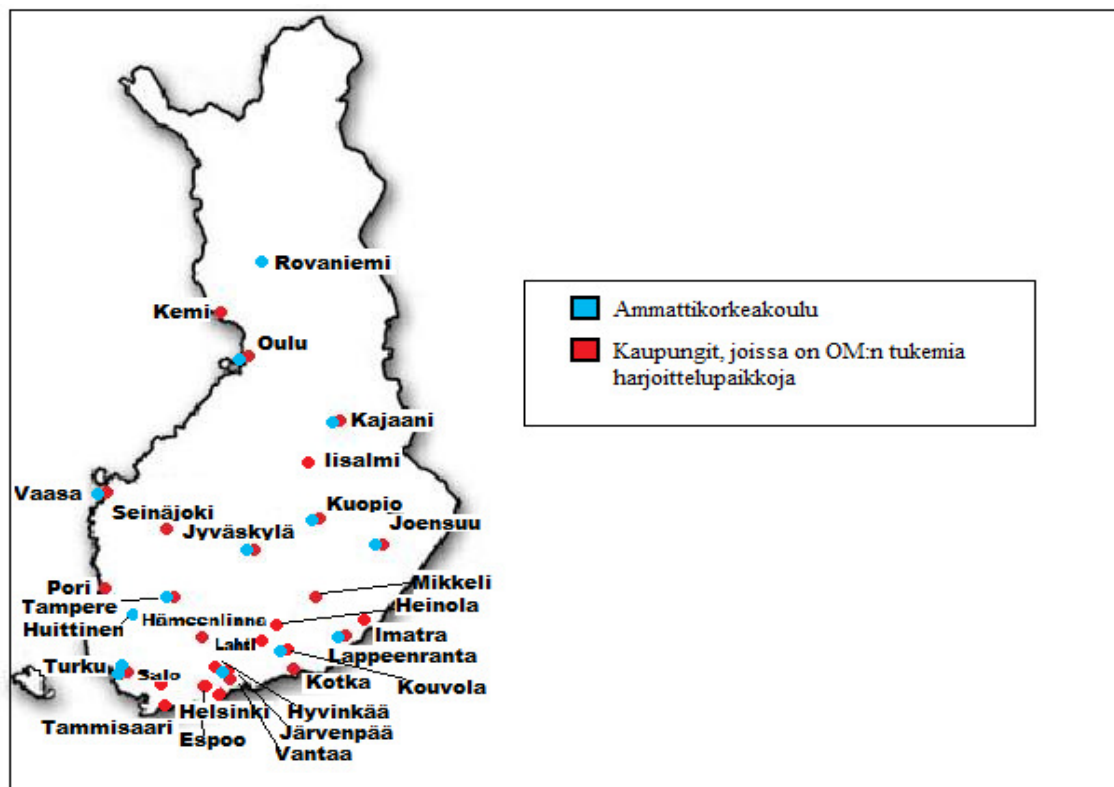 Rovaniemi
Kemi
Oulu
Kajaani
Iisalmi
Vaasa
Seinäjoki
Kuopio
Jyväskylä
Joensuu
Pori
Tampere
Huittinen
Hämeenlinna
Lahti
Mikkeli
Heinola
Imatra
Lappeenranta
Kouvola
Turku
Salo
Kotka
Tammisaari
Helsinki
Espoo
Hyvinkää
Järvenpää
Vantaa
Ammattikorkeakoulu
Kaupungit, joissa on OM:n tukemia
harjoittelupaikkoja